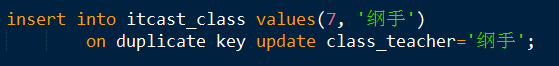 insert into itcast_class values(7, '纲手')
on duplicate key update class_teacher='纲手';